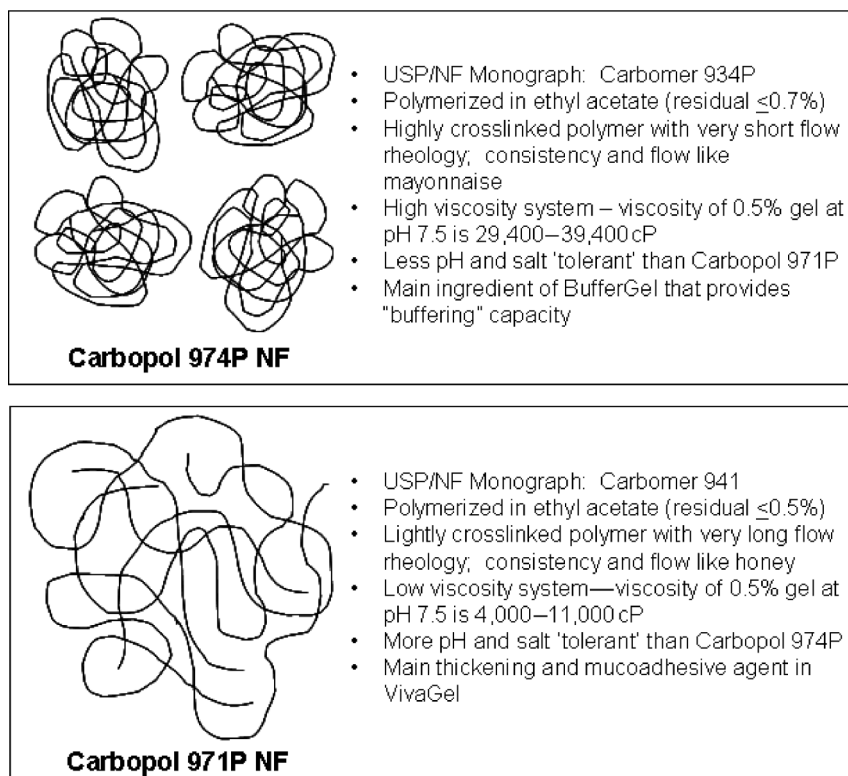 • USP/NF Monograph: Carbomer 934P
• Polymerized in ethyl acetate (residual ≤0.7%)
• Highly crosslinked polymer with very short flow
rheology; consistency and flow like
mayonnaise
• High viscosity system – viscosity of 0.5% gel at
pH 7.5 is 29,400–39,400 cP
• Less pH and salt 'tolerant' than Carbopol 971P
• Main ingredient of BufferGel that provides
"buffering" capacity
Carbopol 974P NF
• USP/NF Monograph: Carbomer 941
• Polymerized in ethyl acetate (residual ≤0.5%)
• Lightly crosslinked polymer with very long flow
rheology; consistency and flow like honey
• Low viscosity system—viscosity of 0.5% gel at
pH 7.5 is 4,000–11,000 cP
• More pH and salt 'tolerant' than Carbopol 974P
• Main thickening and mucoadhesive agent in
VivaGel
Carbopol 971P NF